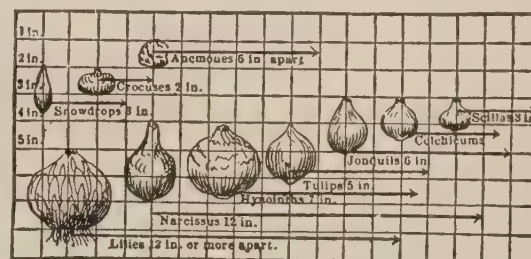 1 in.
Anemones 6 in. apart
2 in.
3 in.
Crocuses 2 in.
Snowdrops 3 in.
4 in.
Scillas 3 in.
Colchicums
5 in.
Jonquils 6 in
Tulips 5 in.
Hyacinths 7 in.
Narcissus 12 in.
Lilies 12 in. or more apart.